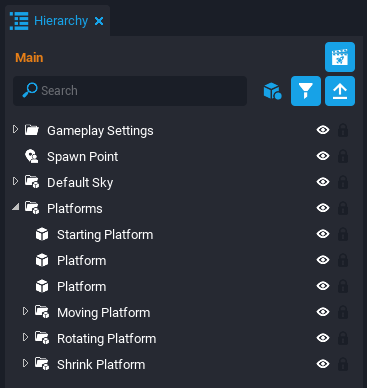 Hierarchy
Main
Search
Gameplay Settings
Spawn Point
Default Sky
Platforms
Starting Platform
Platform
Platform
Moving Platform
Rotating Platform
Shrink Platform